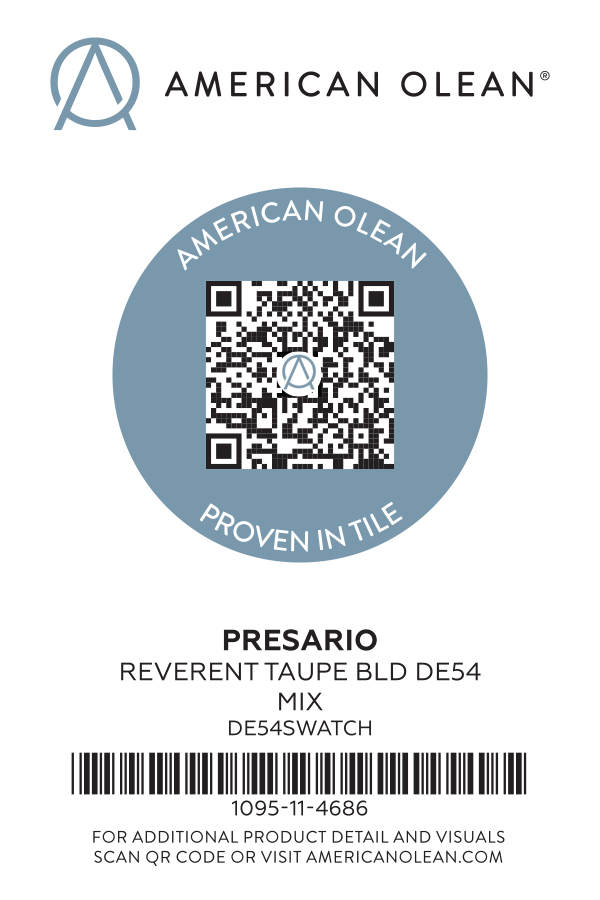 AMERICAN OLEAN®
AMERICAN OLEAN
PROVEN IN TILE
PRESARIO
REVERENT TAUPE BLD DE54
MIX
DE54SWATCH
1095-11-4686
FOR ADDITIONAL PRODUCT DETAIL AND VISUALS
SCAN QR CODE OR VISIT AMERICANOLEAN.COM